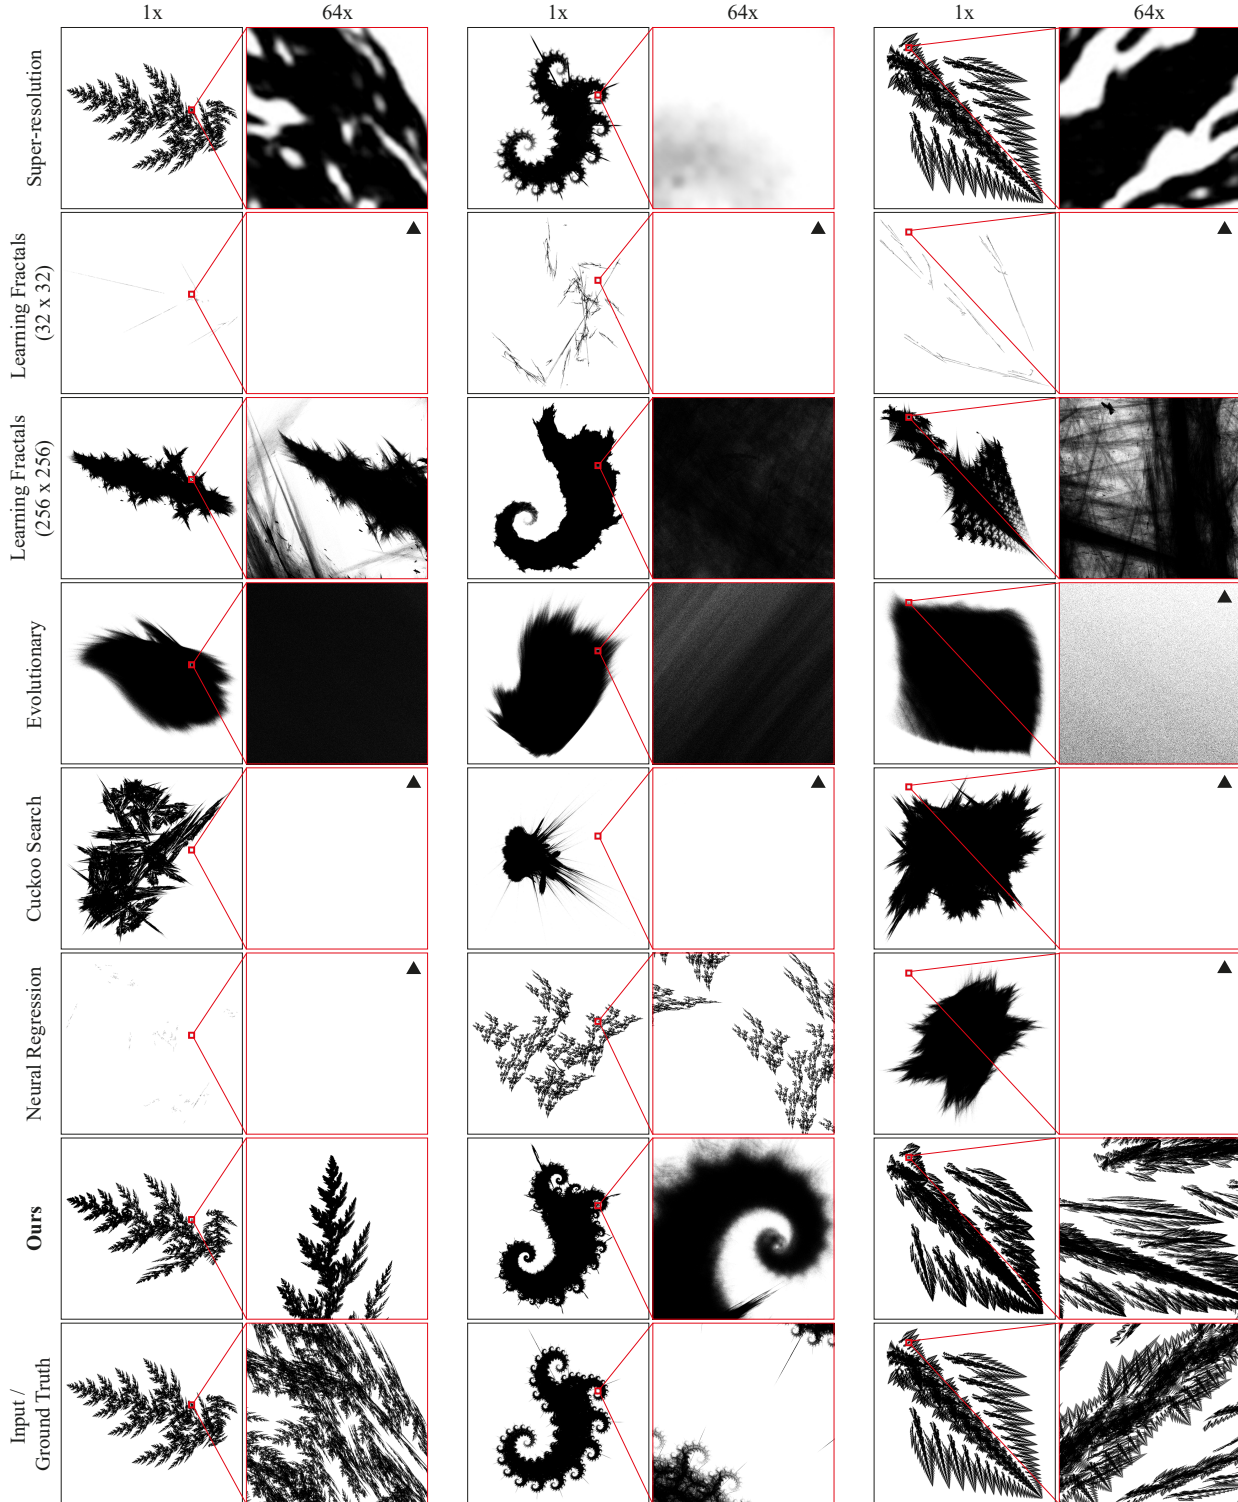 1x 64x 1x 64x 1x 64x
Super-resolution
Learning Fractals
(32 x 32)
Learning Fractals
(256 x 256)
Evolutionary
Cuckoo Search
Neural Regression
Ours
Input /
Ground Truth